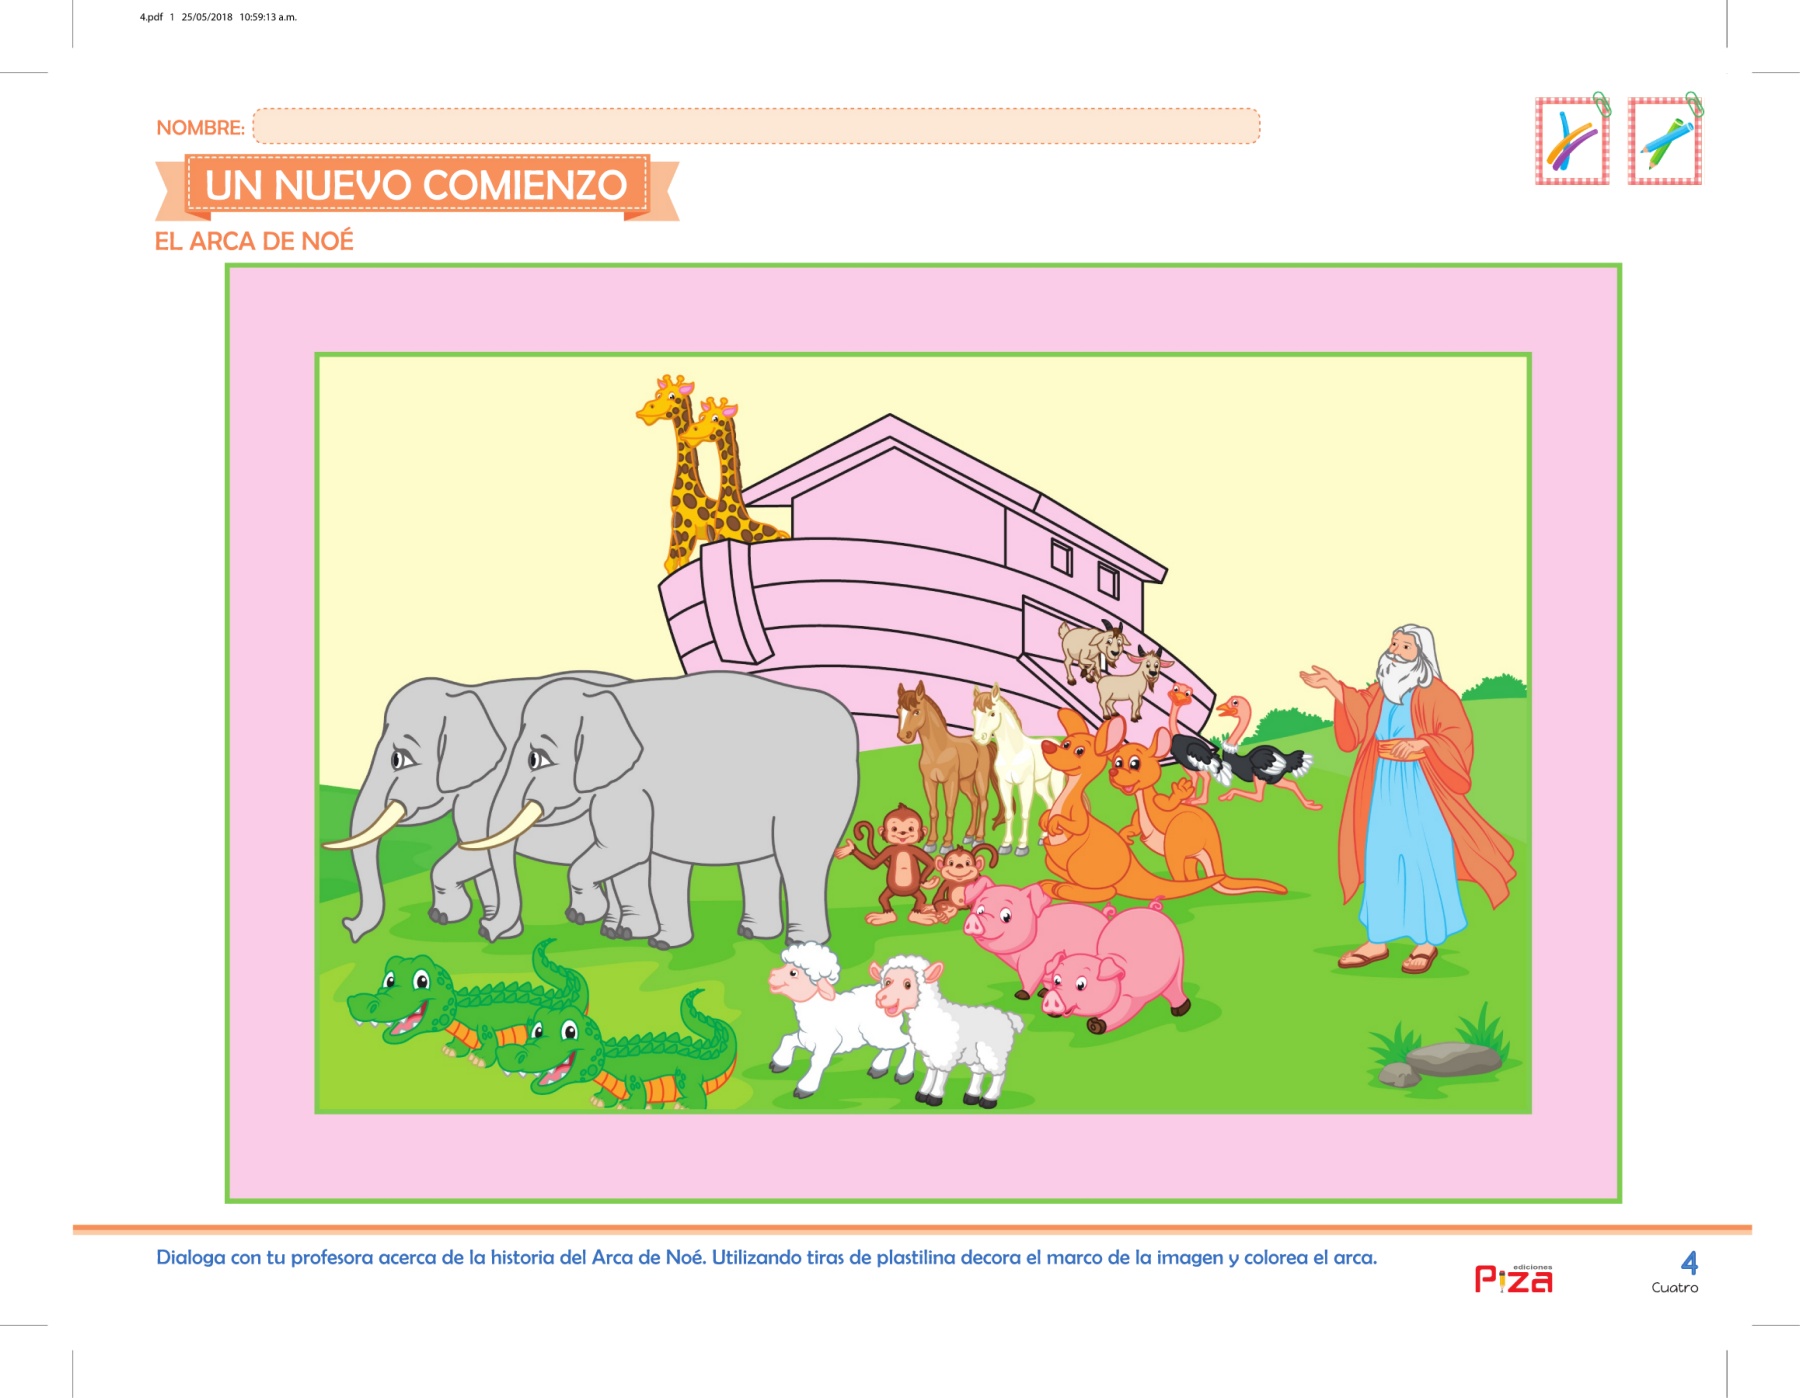 4.pdf 1 25/05/2018 10:59:13 a.m.
NOMBRE:
UN NUEVO COMIENZO
EL ARCA DE NOÉ
Dialoga con tu profesora acerca de la historia del Arca de Noé. Utilizando tiras de plastilina decora el marco de la imagen y colorea el arca.
ediciones
Piza
4
Cuatro